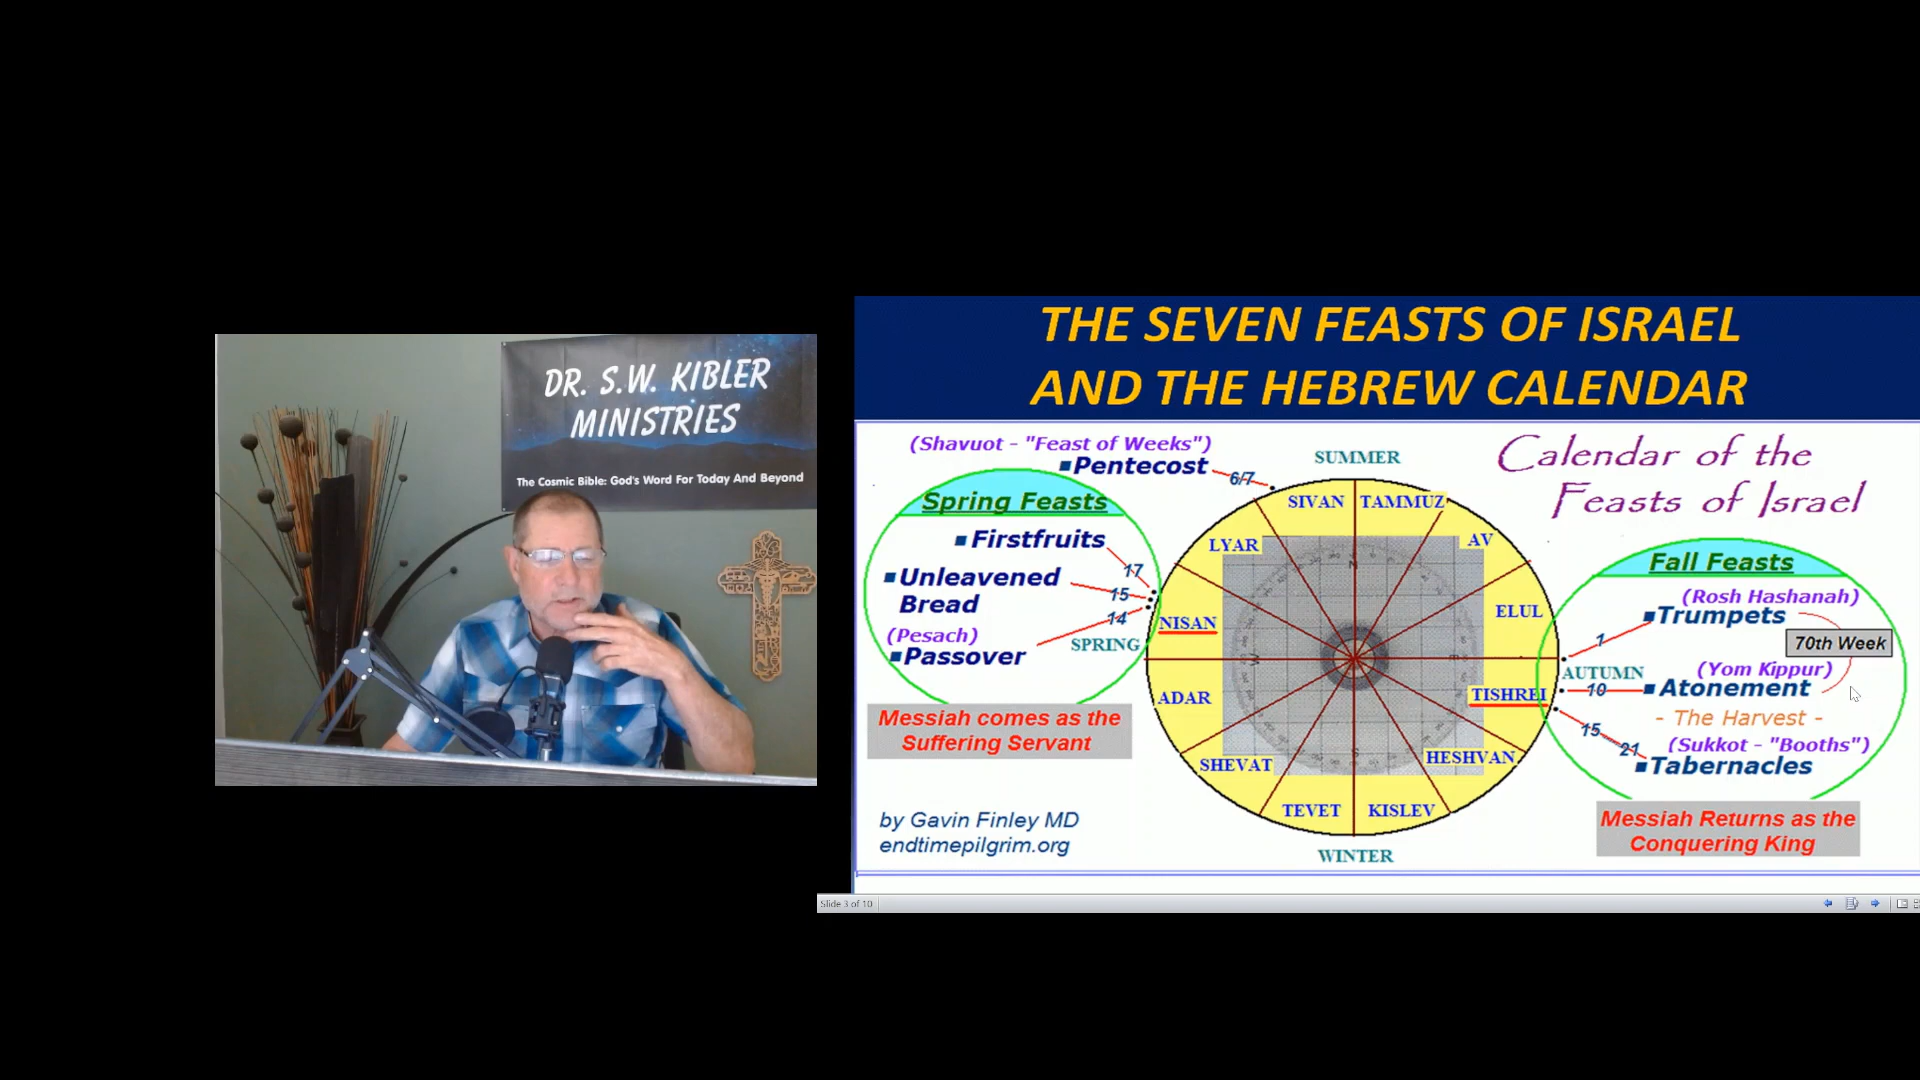 DR. S.W. KIBLER
MINISTRIES
The Cosmic Bible: God's Word For Today And Beyond
THE SEVEN FEASTS OF ISRAEL
AND THE HEBREW CALENDAR
(Shavuot - "Feast of Weeks")
Pentecost
6/7
Spring Feasts
Firstfruits
17
Unleavened
Bread
15
14
(Pesach)
Passover
SPRING
Messiah comes as the
Suffering Servant
by Gavin Finley MD
endtimepilgrim.org
SUMMER
SIVAN
TAMMUZ
LYAR
AV
NISAN
ELUL
ADAR
TISHREI
SHEVAT
HESHVAN
TEVET
KISLEV
WINTER
Calendar of the
Feasts of Israel
Fall Feasts
(Rosh Hashanah)
Trumpets
1
70th Week
AUTUMN
(Yom Kippur)
10
Atonement
- The Harvest -
15
21
(Sukkot - "Booths")
Tabernacles
Messiah Returns as the
Conquering King
Slide 3 of 10